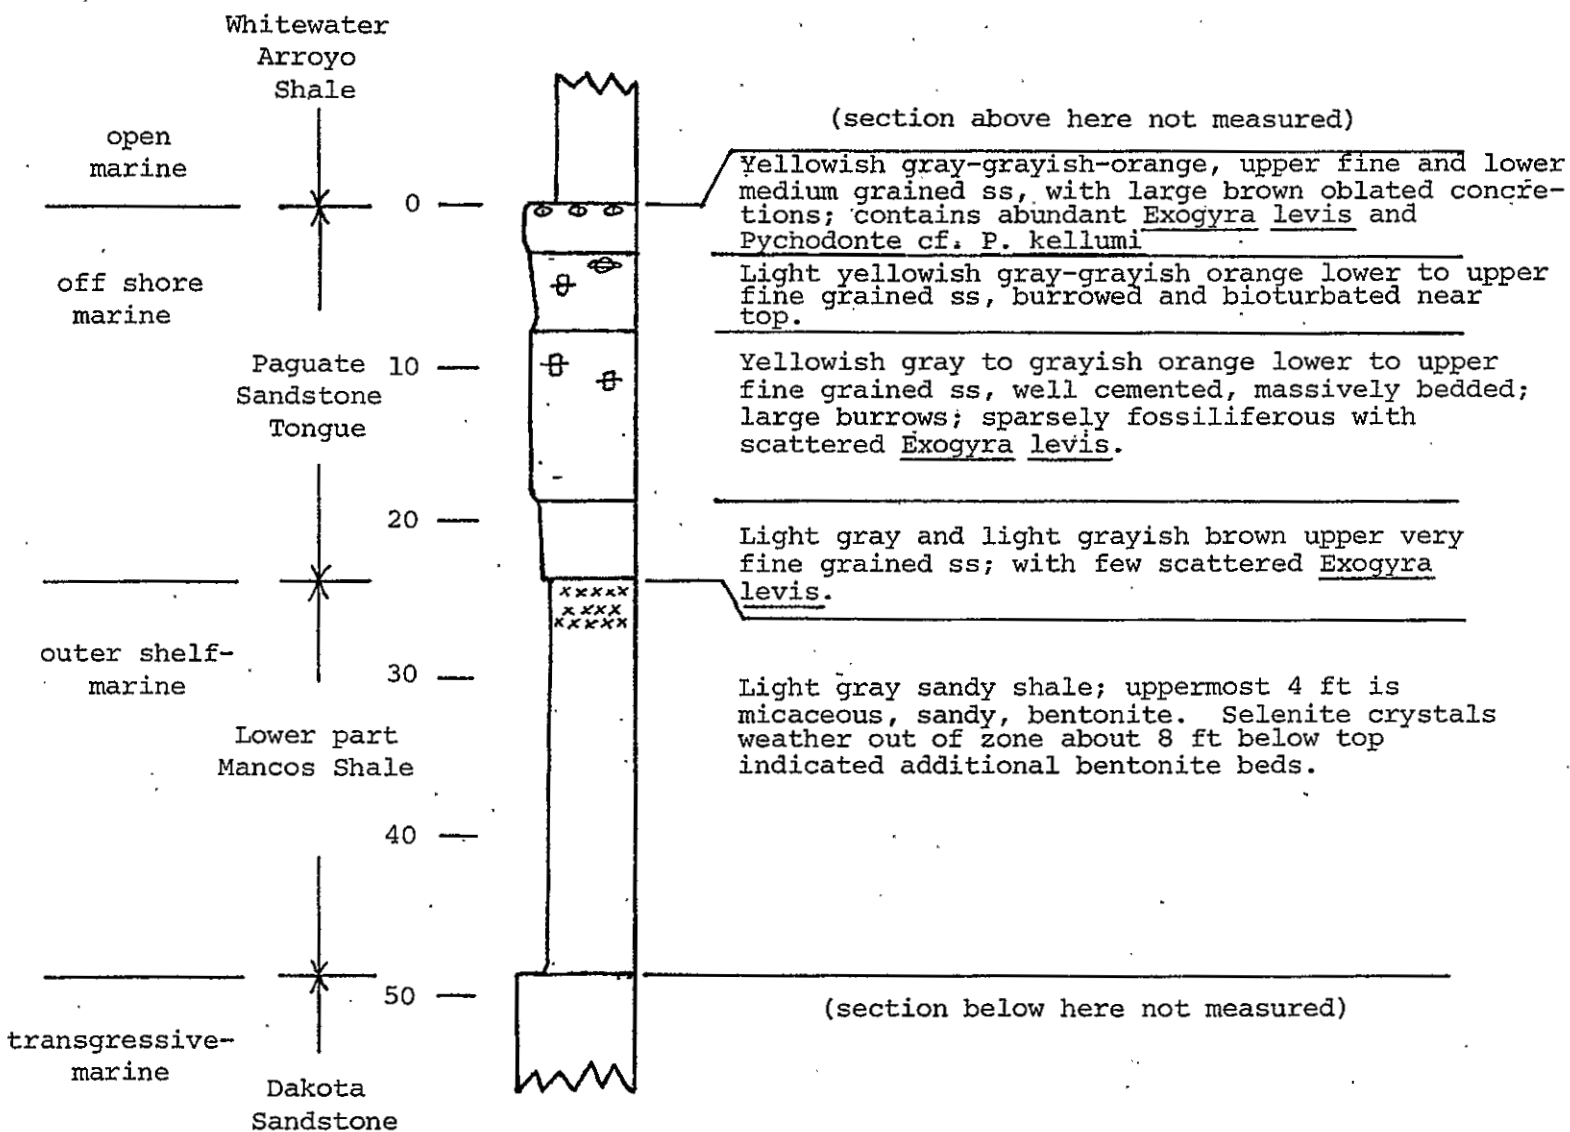 Whitewater
Arroyo
Shale
open
marine
off shore
marine
Paguate
Sandstone
Tongue
outer shelf-
marine
Lower part
Mancos Shale
transgressive-
marine
Dakota
Sandstone
0
10
20
30
40
50
(section above here not measured)
Yellowish gray-grayish-orange, upper fine and lower
medium grained ss, with large brown oblated concre-
tions; contains abundant Exogyra levis and
Pychodonte cf. P. kellumi
Light yellowish gray-grayish orange lower to upper
fine grained ss, burrowed and bioturbated near
top.
Yellowish gray to grayish orange lower to upper
fine grained ss, well cemented, massively bedded;
large burrows; sparsely fossiliferous with
scattered Exogyra levis.
Light gray and light grayish brown upper very
fine grained ss; with few scattered Exogyra
levis.
Light gray sandy shale; uppermost 4 ft is
micaceous, sandy, bentonite. Selenite crystals
weather out of zone about 8 ft below top
indicated additional bentonite beds.
(section below here not measured)